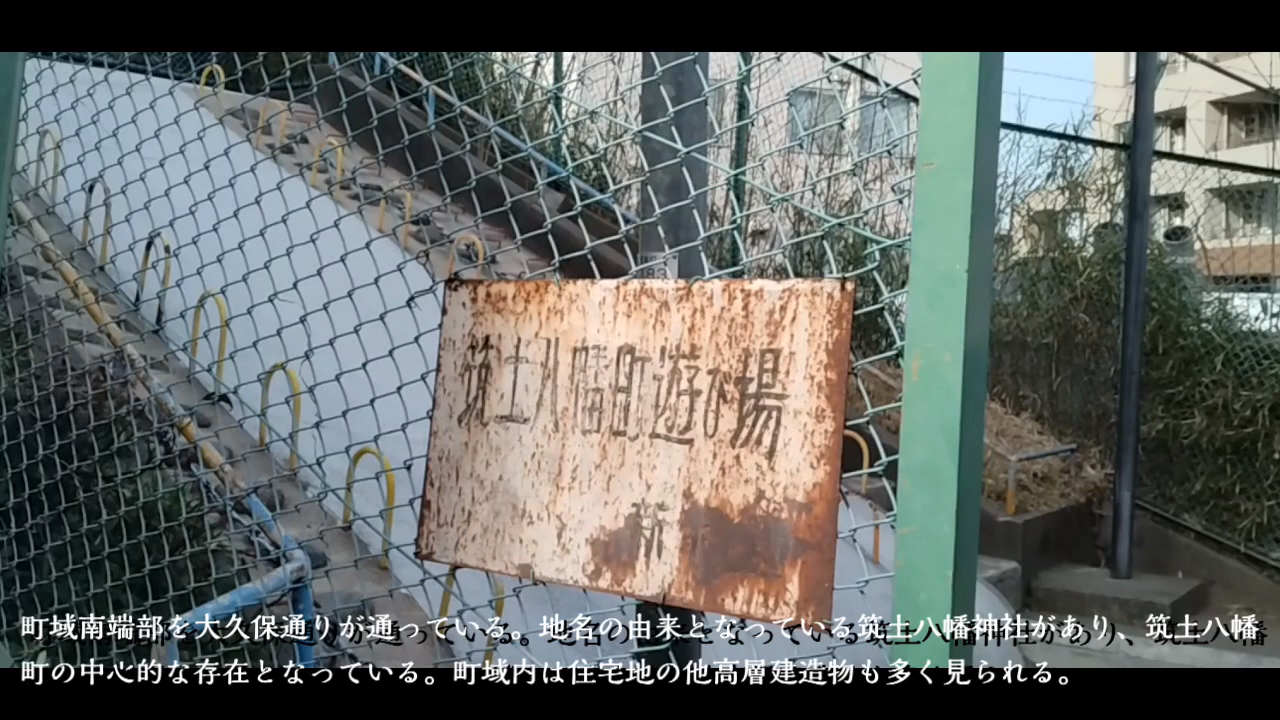 183
筑土八幡町遊び場
新
町域南端部を大久保通りが通っている。地名の由来となっている筑土八幡神社があり、筑土八幡
町の中心的な存在となっている。町域内は住宅地の他高層建造物も多く見られる。